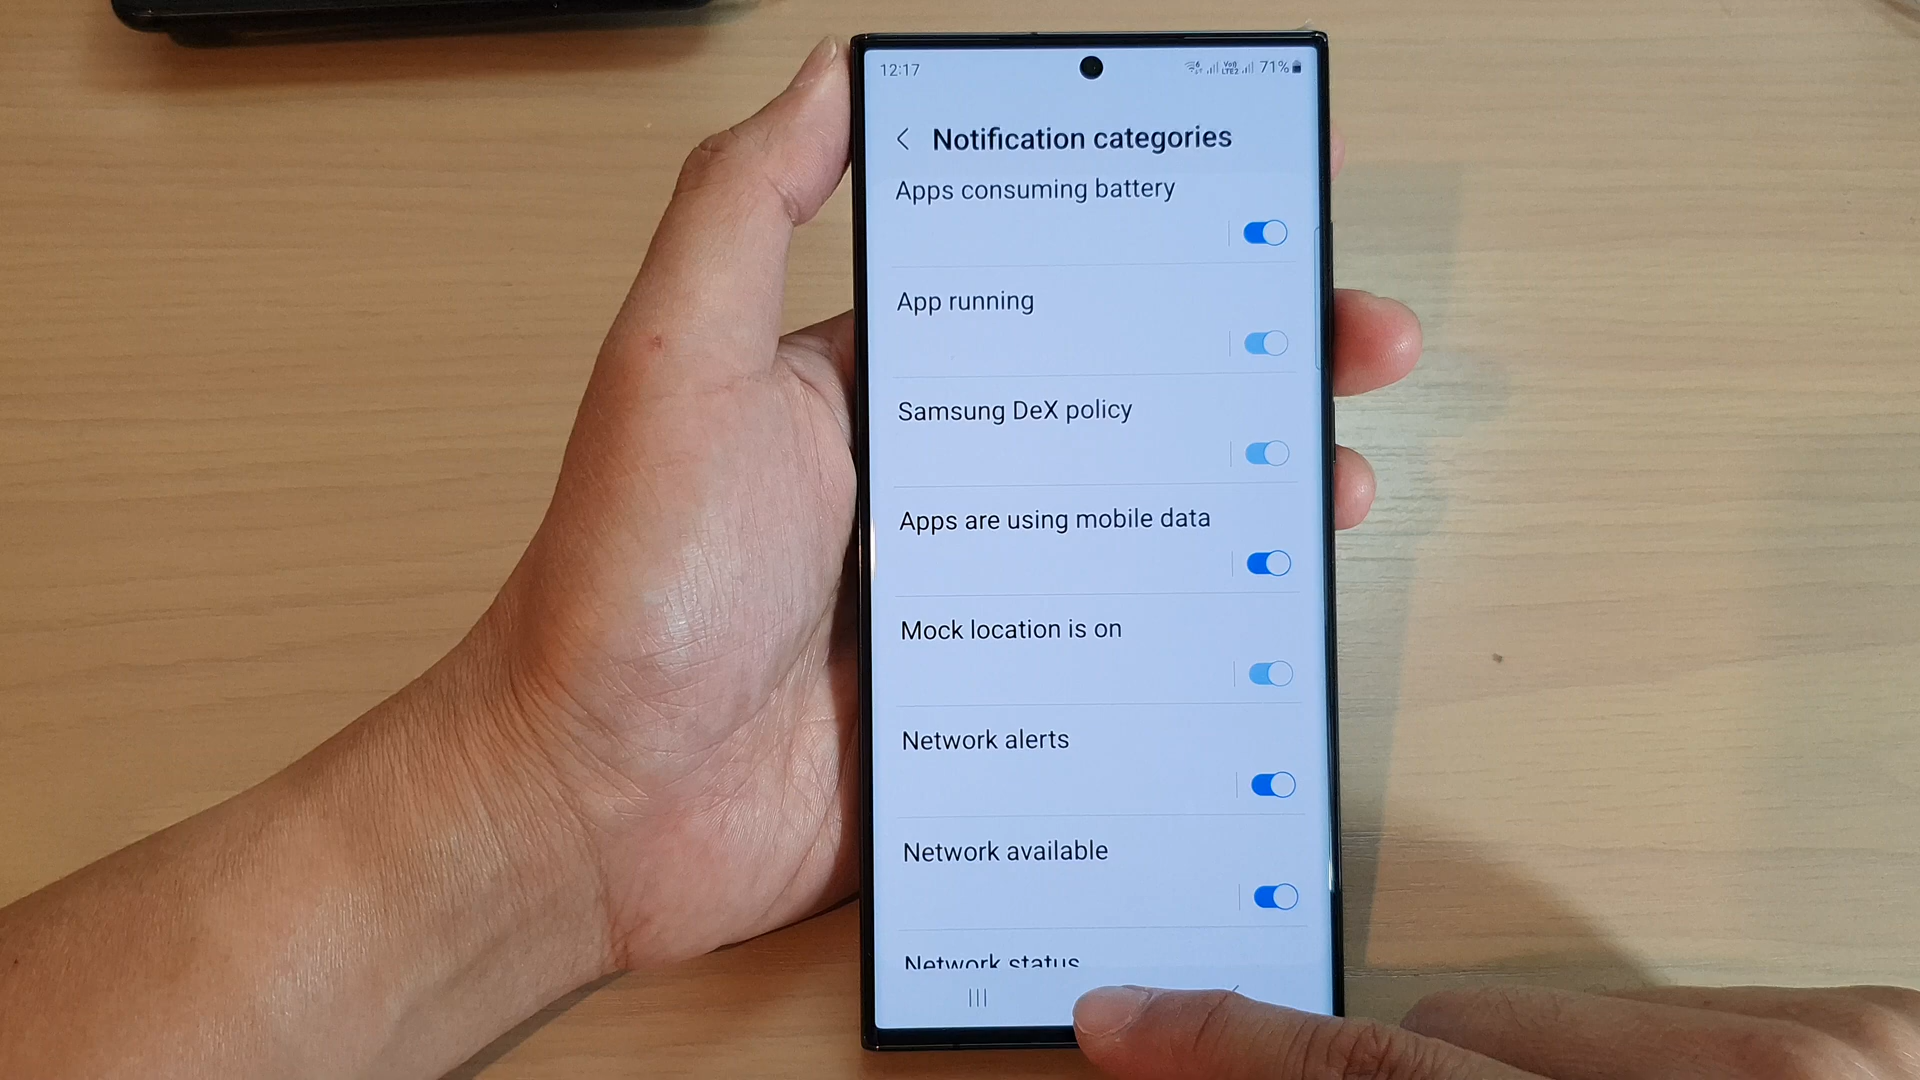 12:17
71%
Notification categories
Apps consuming battery
App running
Samsung DeX policy
Apps are using mobile data
Mock location is on
Network alerts
Network available
Network status